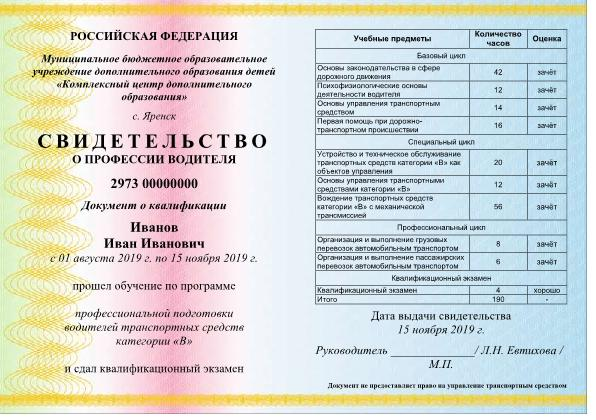 РОССИЙСКАЯ ФЕДЕРАЦИЯ
Муниципальное бюджетное образовательное
учреждение дополнительного образования детей
«Комплексный центр дополнительного
образования»
с. Яренск
СВИДЕТЕЛЬСТВО
О ПРОФЕССИИ ВОДИТЕЛЯ
2973 00000000
Документ о квалификации
Иванов
Иван Иванович
с 01 августа 2019 г. по 15 ноября 2019 г.
прошел обучение по программе
профессиональной подготовки
водителей транспортных средств
категории «В»
и сдал квалификационный экзамен
Учебные предметы Количество часов Оценка
Базовый цикл
Основы законодательства в сфере
дорожного движения 42 зачёт
Психофизиологические основы
деятельности водителя 12 зачёт
Основы управления транспортным
средством 14 зачёт
Первая помощь при дорожно-
транспортном происшествии 16 зачёт
Специальный цикл
Устройство и техническое обслуживание
транспортных средств категории «В» как
объектов управления 20 зачёт
Основы управления транспортными
средствами категории «В» 12 зачёт
Вождение транспортных средств
категории «В» с механической
трансмиссией 56 зачёт
Профессиональный цикл
Организация и выполнение грузовых
перевозок автомобильным транспортом 8 зачёт
Организация и выполнение пассажирских
перевозок автомобильным транспортом 6 зачёт
Квалификационный экзамен
Квалификационный экзамен 4 хорошо
Итого 190 -
Дата выдачи свидетельства
15 ноября 2019 г.
Руководитель ______________/ Л.Н. Евтихова /
М.П.
Документ не предоставляет право на управление транспортным средством